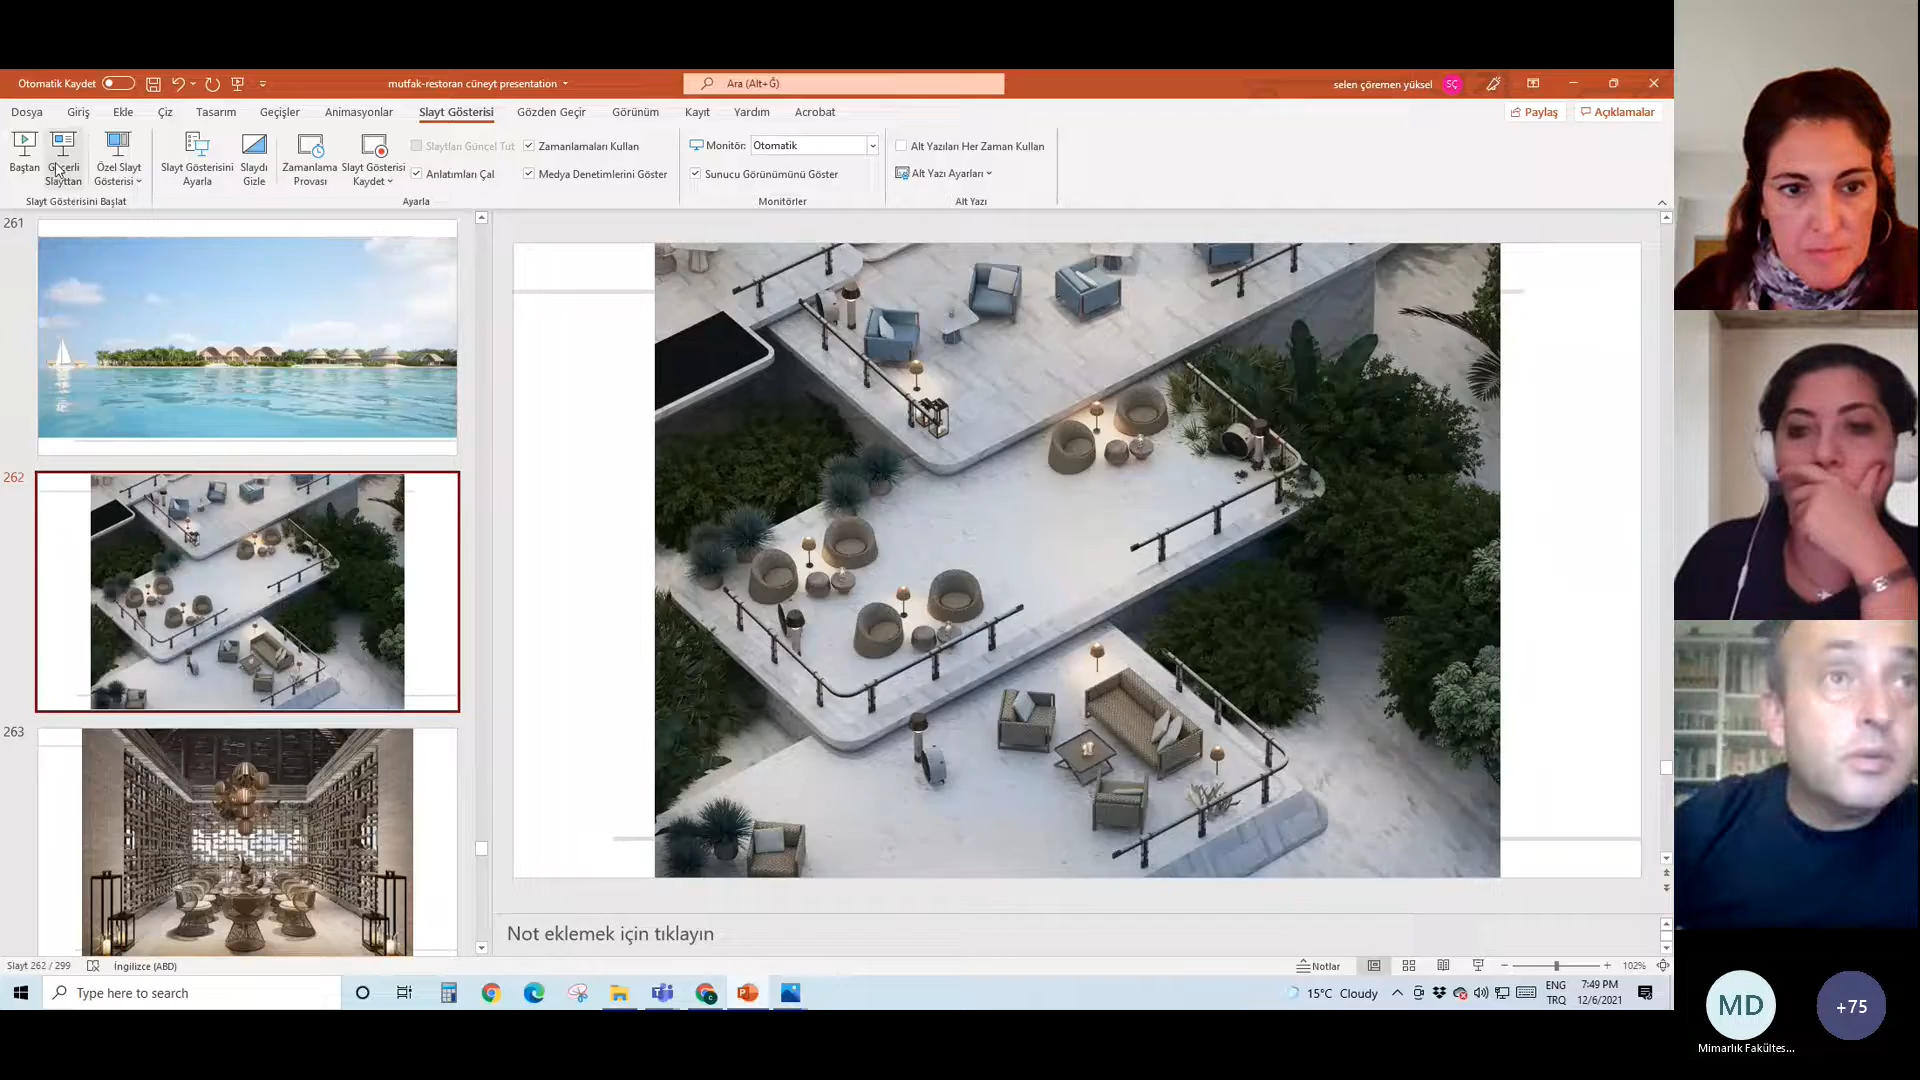 Otomatik Kaydet
mutfak-restoran cüneyt presentation
Ara (Alt+Ğ)
selen çöremen yüksel
SÇ
Dosya Giriş Ekle Çiz Tasarım Geçişler Animasyonlar Slayt Gösterisi Gözden Geçir Görünüm Kayıt Yardım Acrobat
Paylaş
Açıklamalar
Baştan
Geçerli Slayttan
Özel Slayt Gösterisi
Slayt Gösterisini Başlat
Slayt Gösterisini Ayarla
Slaydı Gizle
Zamanlama Provası
Slayt Gösterisi Kaydet
Slaytları Güncel Tut
Anlatımları Çal
Zamanlamaları Kullan
Medya Denetimlerini Göster
Ayarla
Monitör: Otomatik
Sunucu Görünümünü Göster
Monitörler
Alt Yazıları Her Zaman Kullan
Alt Yazı Ayarları
Alt Yazı
261
262
263
Not eklemek için tıklayın
Slayt 262 / 299
İngilizce (ABD)
Notlar
102%
Type here to search
15°C Cloudy
ENG
TRQ
7:49 PM
12/6/2021
MD
+75
Mimarlık Fakültes...